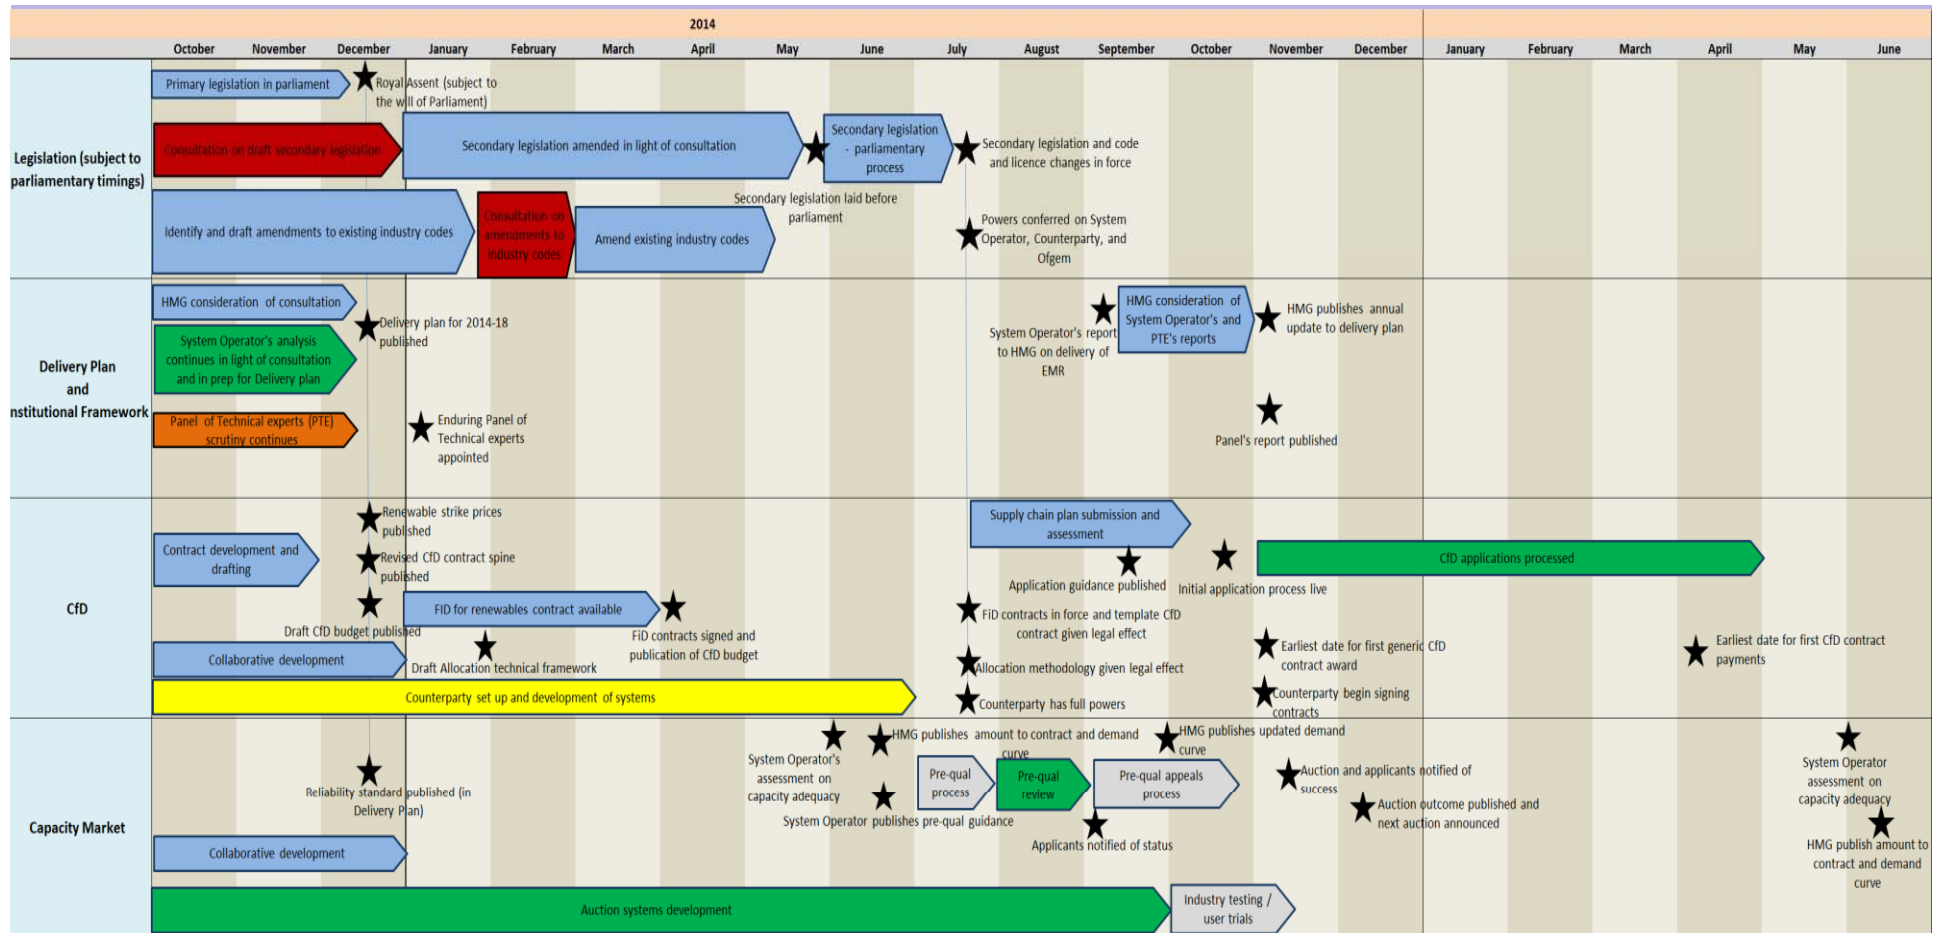 2014
October November December January February March April May June July August September October November December January February March April May June
Legislation (subject to
parliamentary timings)
Primary legislation in parliament
Royal Assent (subject to
the will of Parliament)
Consultation on draft secondary legislation
Secondary legislation amended in light of consultation
Secondary legislation
- parliamentary
process
Secondary legislation and code
and licence changes in force
Secondary legislation laid before
parliament
Identify and draft amendments to existing industry codes
Consultation on
amendments to
industry codes
Amend existing industry codes
Powers conferred on System
Operator, Counterparty, and
Ofgem
Delivery Plan
and
nstitutional Framework
HMG consideration of consultation
Delivery plan for 2014-18
published
System Operator's analysis
continues in light of consultation
and in prep for Delivery plan
Panel of Technical experts (PTE)
scrutiny continues
Enduring Panel of
Technical experts
appointed
System Operator's report
to HMG on delivery of
EMR
HMG consideration of
System Operator's and
PTE's reports
HMG publishes annual
update to delivery plan
Panel's report published
CfD
Renewable strike prices
published
Contract development and
drafting
Revised CfD contract spine
published
Draft CfD budget published
FID for renewables contract available
FiD contracts signed and
publication of CfD budget
Collaborative development
Draft Allocation technical framework
Counterparty set up and development of systems
Supply chain plan submission and
assessment
Application guidance published
Initial application process live
CfD applications processed
FiD contracts in force and template CfD
contract given legal effect
Allocation methodology given legal effect
Counterparty has full powers
Earliest date for first generic CfD
contract award
Counterparty begin signing
contracts
Earliest date for first CfD contract
payments
Capacity Market
Reliability standard published (in
Delivery Plan)
Collaborative development
Auction systems development
System Operator's
assessment on
capacity adequacy
HMG publishes amount to contract and demand
curve
System Operator publishes pre-qual guidance
Pre-qual
process
Pre-qual
review
Pre-qual appeals
process
Applicants notified of status
HMG publishes updated demand
curve
Auction and applicants notified of
success
Auction outcome published and
next auction announced
Industry testing /
user trials
System Operator
assessment on
capacity adequacy
HMG publish amount to
contract and demand
curve